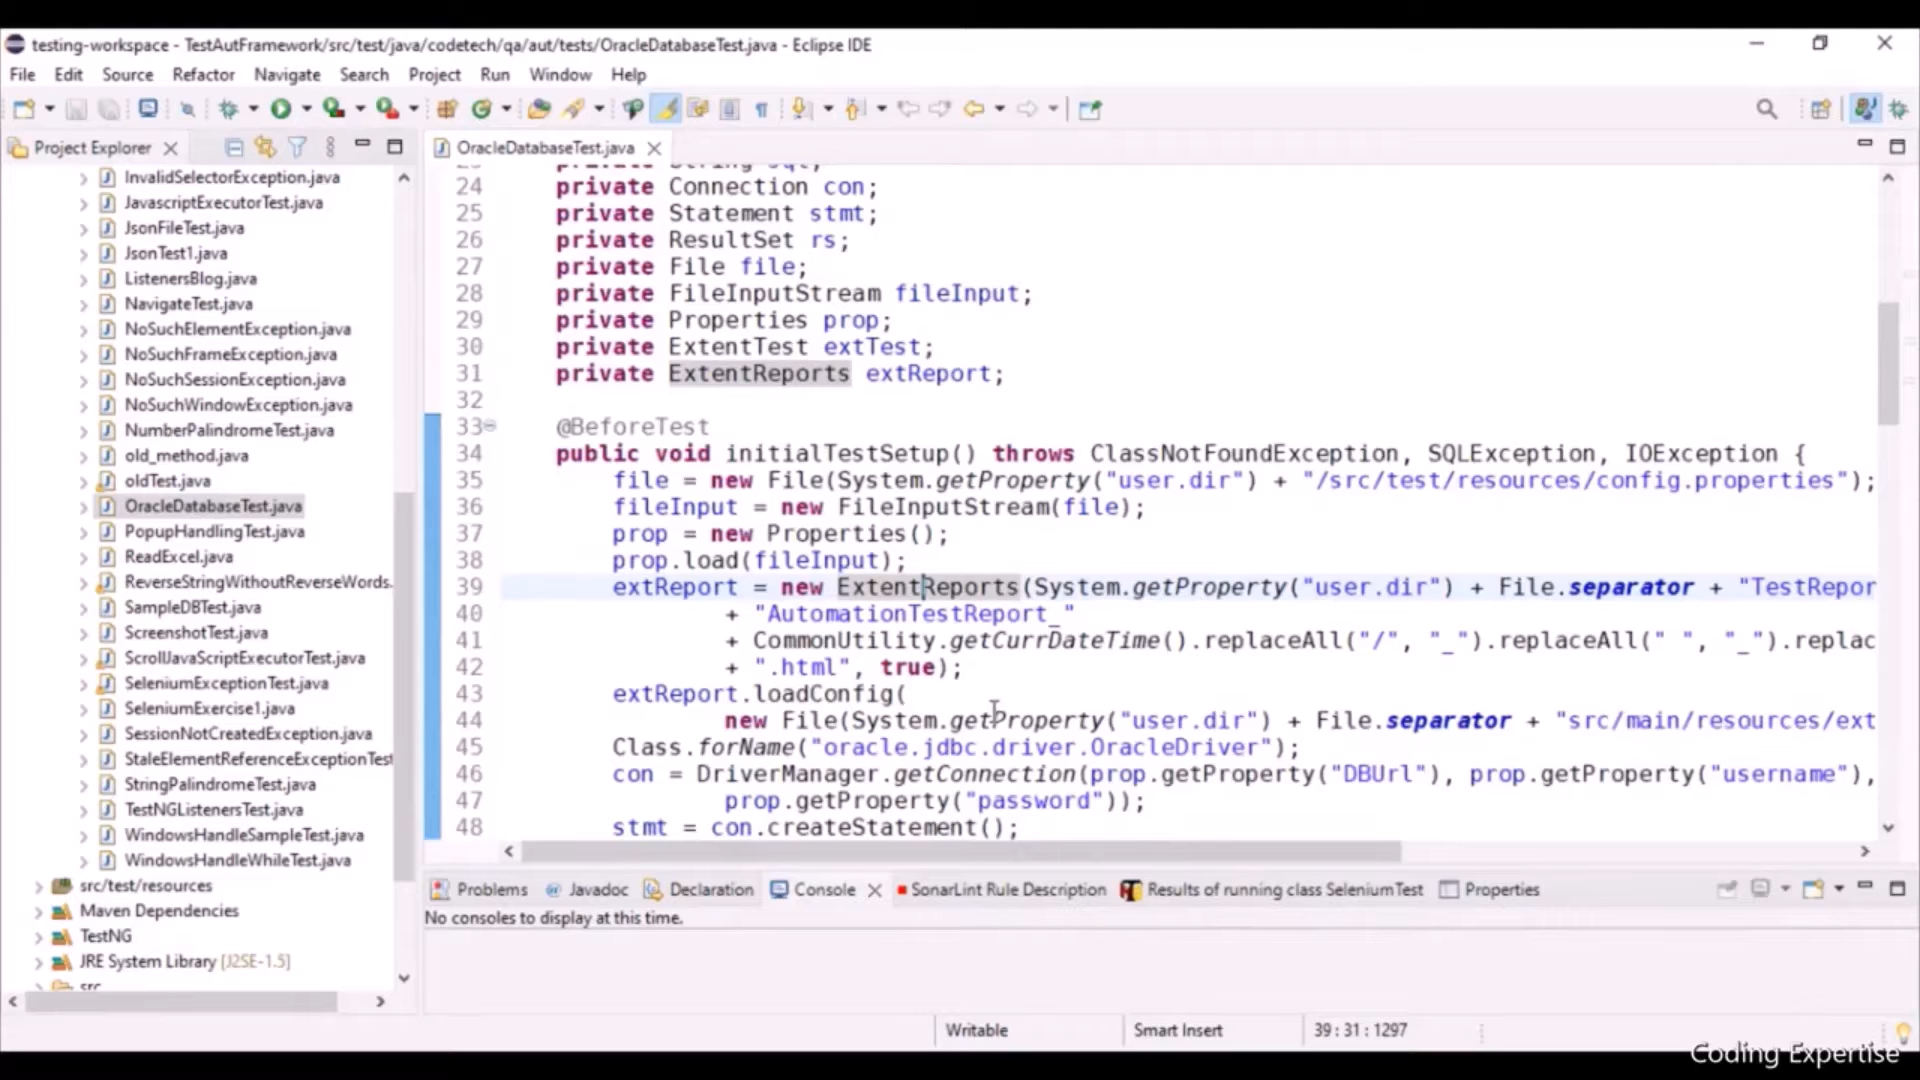 testing-workspace - TestAutFramework/src/test/java/codetech/qa/aut/tests/OracleDatabaseTest.java - Eclipse IDE
File Edit Source Refactor Navigate Search Project Run Window Help
Project Explorer
InvalidSelectorException.java
JavascriptExecutorTest.java
JsonFileTest.java
JsonTest1.java
ListenersBlog.java
NavigateTest.java
NoSuchElementException.java
NoSuchFrameException.java
NoSuchSessionException.java
NoSuchWindowException.java
NumberPalindromeTest.java
old_method.java
oldTest.java
OracleDatabaseTest.java
PopupHandlingTest.java
ReadExcel.java
ReverseStringWithoutReverseWords.
SampleDBTest.java
ScreenshotTest.java
ScrollJavaScriptExecutorTest.java
SeleniumExceptionTest.java
SeleniumExercise1.java
SessionNotCreatedException.java
StaleElementReferenceExceptionTest
StringPalindromeTest.java
TestNGListenersTest.java
WindowsHandleSampleTest.java
WindowsHandleWhileTest.java
src/test/resources
Maven Dependencies
TestNG
JRE System Library [J2SE-1.5]
src
OracleDatabaseTest.java
24 private Connection con;
25 private Statement stmt;
26 private ResultSet rs;
27 private File file;
28 private FileInputStream fileInput;
29 private Properties prop;
30 private ExtentTest extTest;
31 private ExtentReports extReport;
32
33 @BeforeTest
34 public void initialTestSetup() throws ClassNotFoundException, SQLException, IOException {
35 file = new File(System.getProperty("user.dir") + "/src/test/resources/config.properties");
36 fileInput = new FileInputStream(file);
37 prop = new Properties();
38 prop.load(fileInput);
39 extReport = new ExtentReports(System.getProperty("user.dir") + File.separator + "TestRepor
40 + "AutomationTestReport_"
41 + CommonUtility.getCurrDateTime().replaceAll("/", "_").replaceAll(" ", "_").replac
42 + ".html", true);
43 extReport.loadConfig(
44 new File(System.getProperty("user.dir") + File.separator + "src/main/resources/ext
45 Class.forName("oracle.jdbc.driver.OracleDriver");
46 con = DriverManager.getConnection(prop.getProperty("DBUrl"), prop.getProperty("username"),
47 prop.getProperty("password"));
48 stmt = con.createStatement();
Problems Javadoc Declaration Console SonarLint Rule Description Results of running class SeleniumTest Properties
No consoles to display at this time.
Writable Smart Insert 39 : 31 : 1297
Coding Expertise